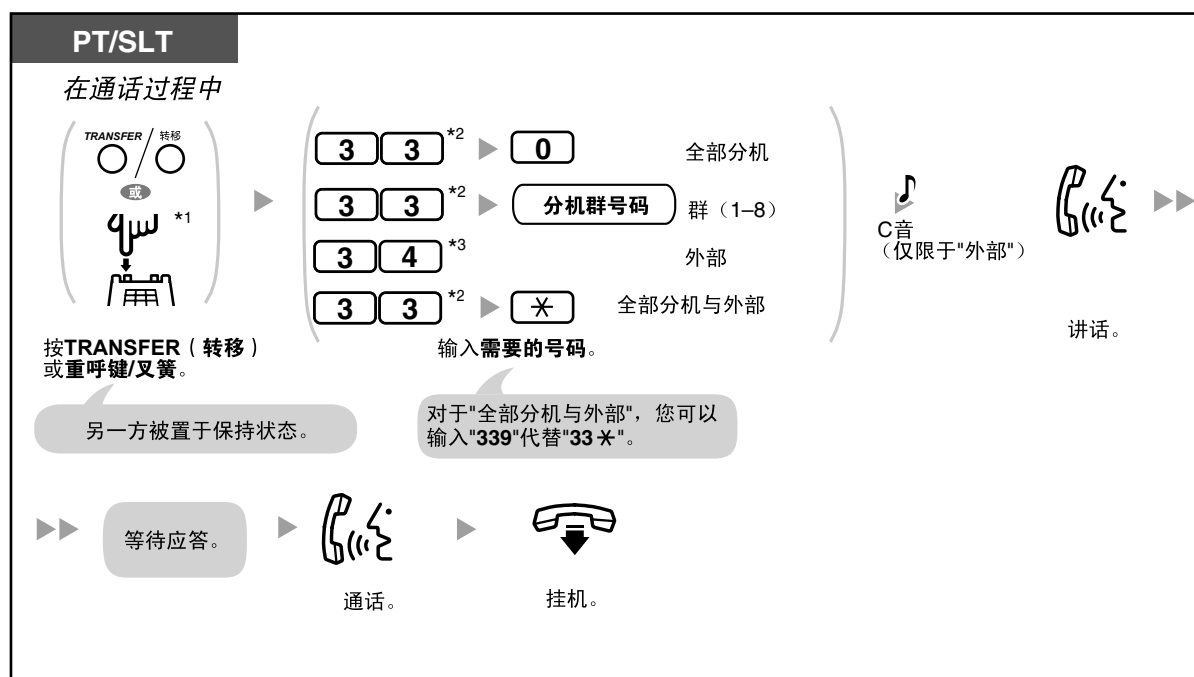 PT/SLT
在通话过程中
TRANSFER / 转移
或
*1
3 3 *2 0 全部分机
3 3 *2 分机群号码 群（1–8）
3 4 *3 外部
3 3 *2 ✳ 全部分机与外部
C音
（仅限于"外部"）
讲话。
按TRANSFER（转移）
或重呼键/叉簧。
输入需要的号码。
另一方被置于保持状态。
对于"全部分机与外部"，您可以
输入"339"代替"33✳"。
等待应答。
通话。
挂机。